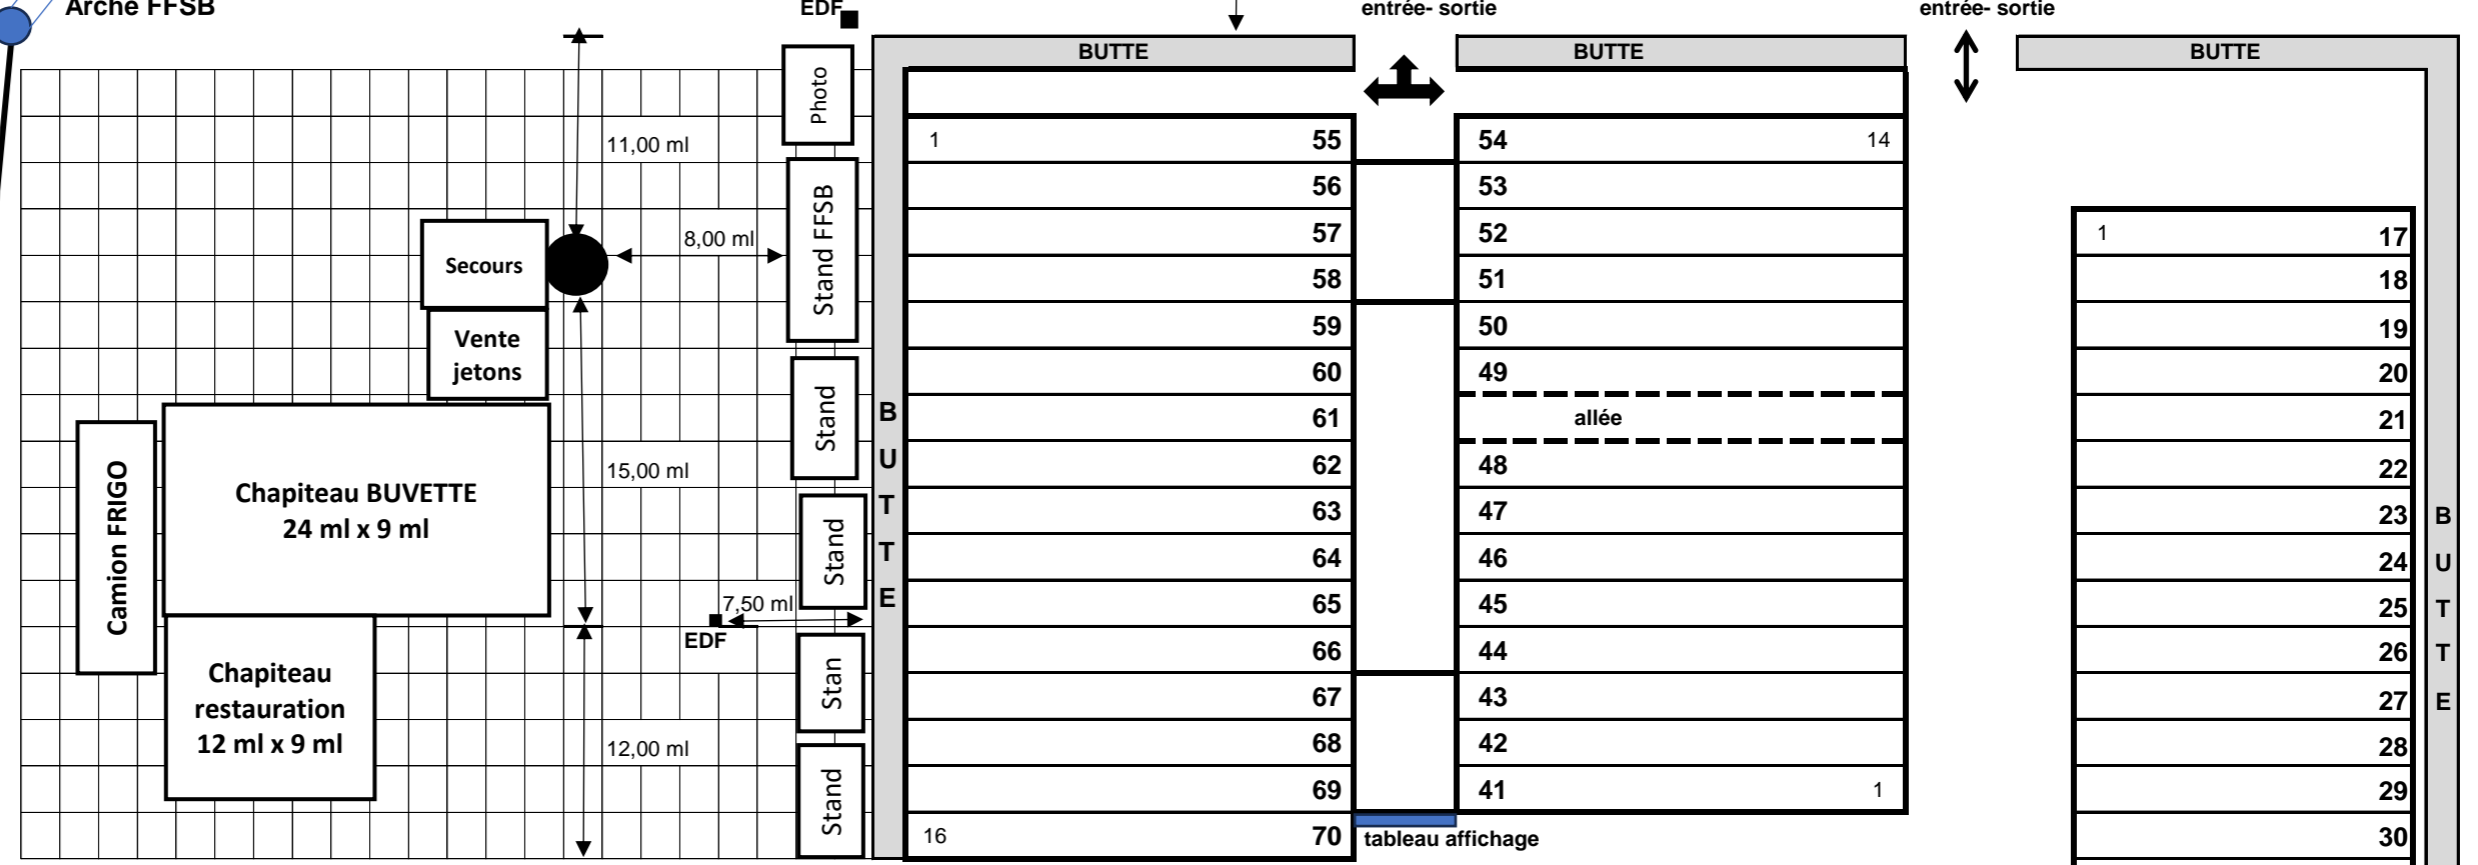 Arche FFSB
EDF
entrée- sortie
entrée- sortie
BUTTE
BUTTE
BUTTE
Photo
11,00 ml
1
55
54
14
56
53
Stand FFSB
8,00 ml
57
52
1
17
Secours
58
51
18
Vente
jetons
59
50
19
60
49
20
Stand
61
allée
21
62
48
22
15,00 ml
Camion FRIGO
Chapiteau BUVETTE
24 ml x 9 ml
63
47
23
Stand
64
46
24
65
45
25
7,50 ml
EDF
BUTTE
BUTTE
66
44
26
Stan
Chapiteau
restauration
12 ml x 9 ml
67
43
27
12,00 ml
68
42
28
Stand
69
41
1
29
16
70
tableau affichage
30